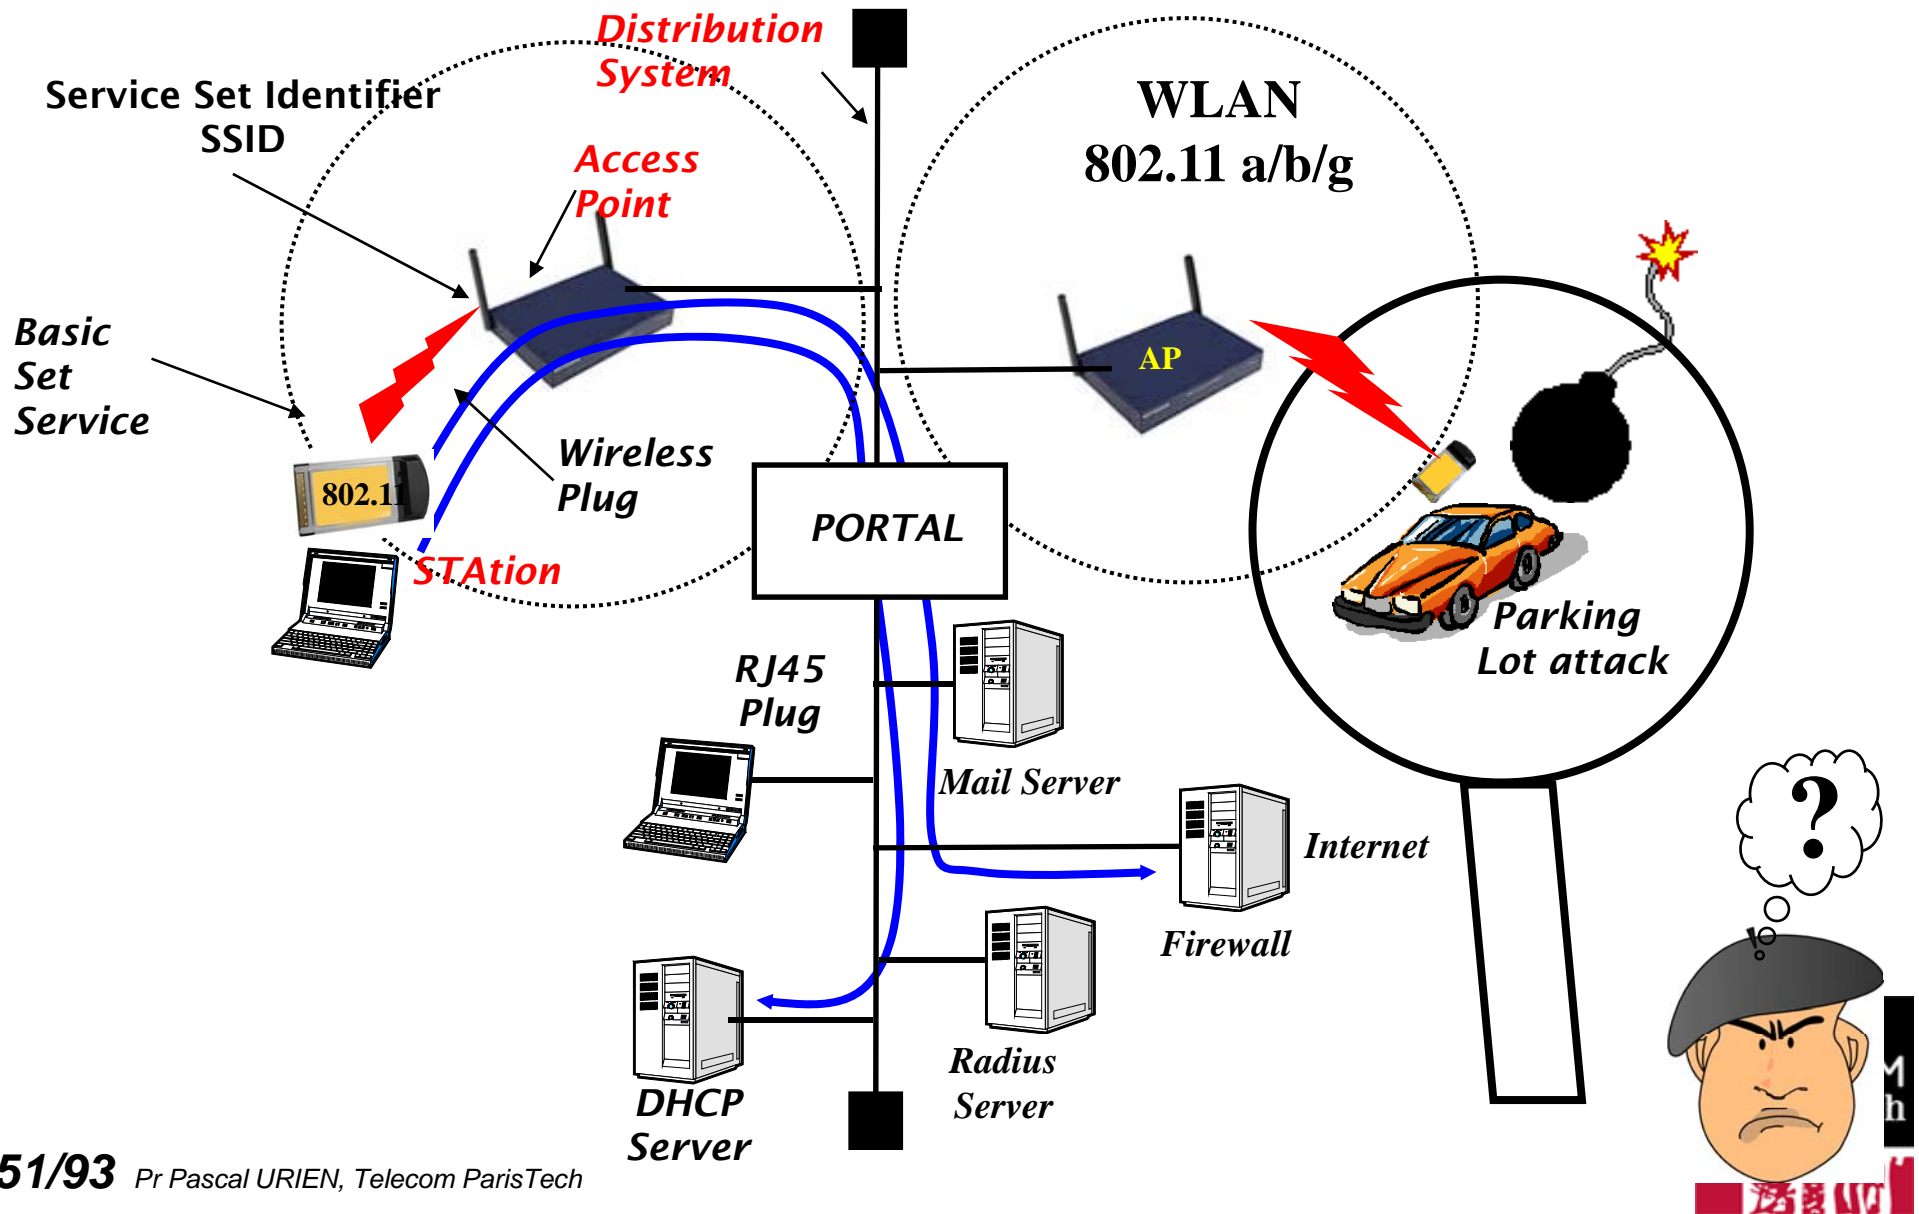 Distribution
System
Service Set Identifier
SSID
WLAN
802.11 a/b/g
Access
Point
Basic
Set
Service
AP
Wireless
Plug
802.11
PORTAL
STAtion
Parking
Lot attack
RJ45
Plug
Mail Server
?
Internet
Firewall
!
Radius
Server
DHCP
Server
M
h
51/93 Pr Pascal URIEN, Telecom ParisTech